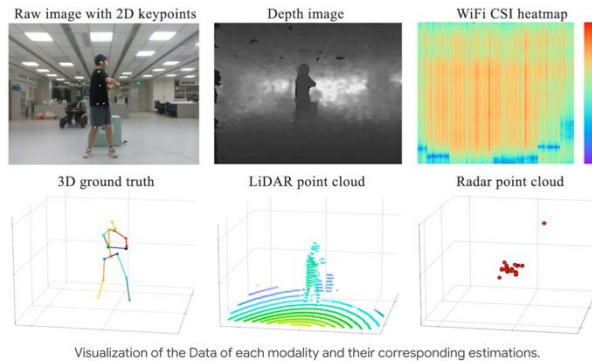 Raw image with 2D keypoints
Depth image
WiFi CSI heatmap
3D ground truth
LiDAR point cloud
Radar point cloud
Visualization of the Data of each modality and their corresponding estimations.